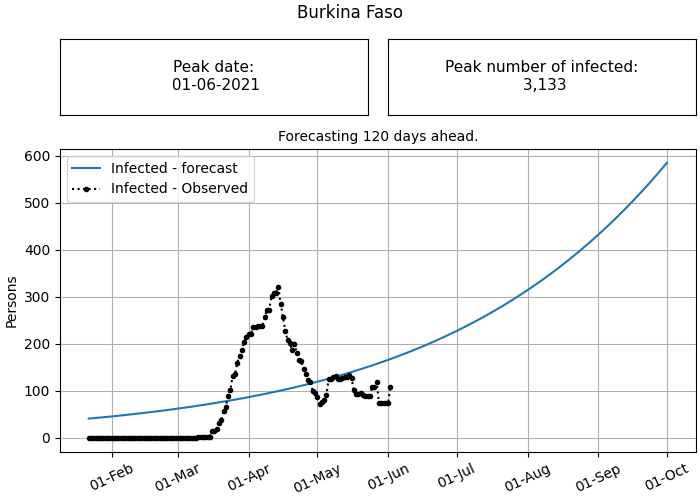 Burkina Faso
Peak date:
01-06-2021
Peak number of infected:
3,133
Forecasting 120 days ahead.
Infected - forecast
Infected - Observed
600
500
400
300
200
100
0
Persons
01-Feb
01-Mar
01-Apr
01-May
01-Jun
01-Jul
01-Aug
01-Sep
01-Oct